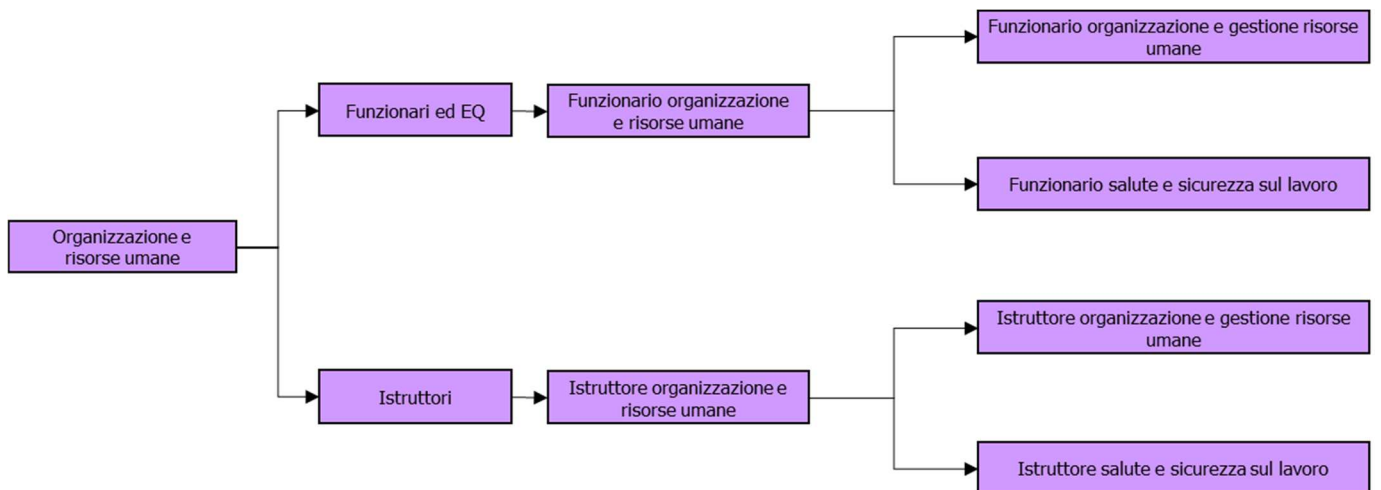 Funzionario organizzazione e gestione risorse
umane
Funzionari ed EQ
Funzionario organizzazione
e risorse umane
Funzionario salute e sicurezza sul lavoro
Organizzazione e
risorse umane
Istruttore organizzazione e gestione risorse
umane
Istruttori
Istruttore organizzazione e
risorse umane
Istruttore salute e sicurezza sul lavoro